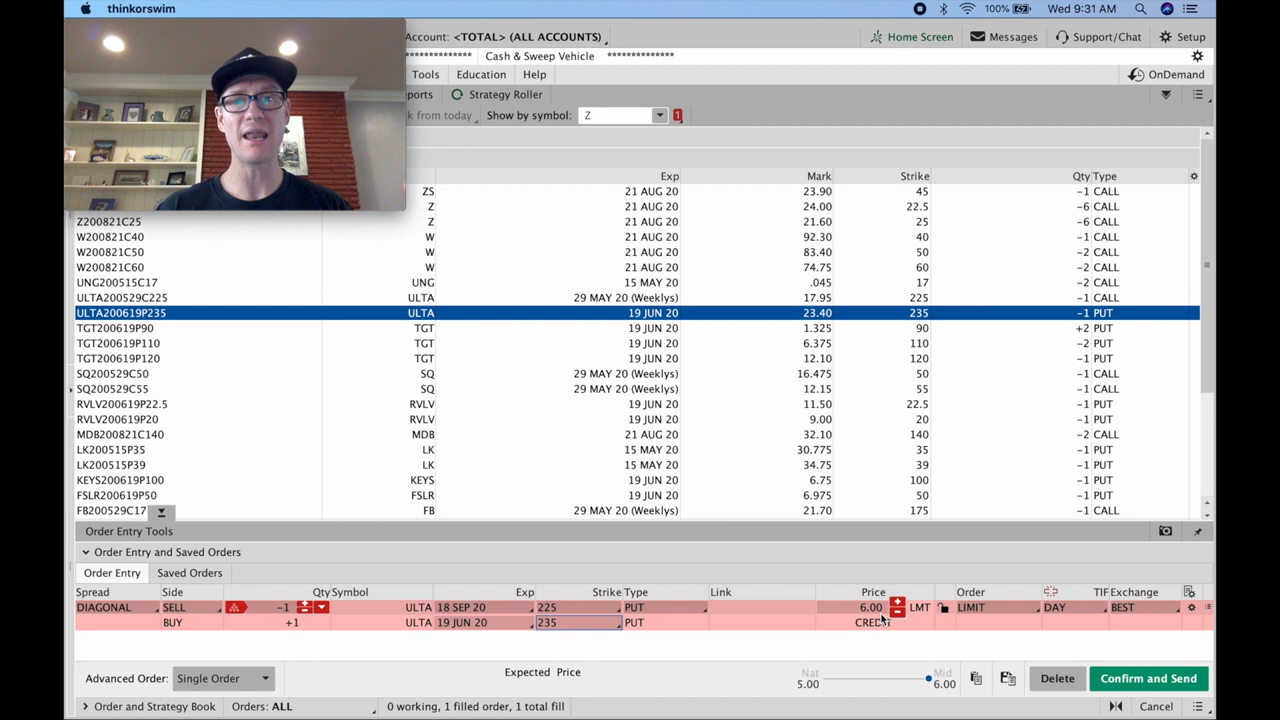 thinkorswim 100% Wed 9:31 AM
Account: <TOTAL> (ALL ACCOUNTS) Home Screen Messages Support/Chat Setup
************** Cash & Sweep Vehicle **************
Tools Education Help OnDemand
ports Strategy Roller
k from today Show by symbol: Z 1
Exp Mark Strike Qty Type
ZS 21 AUG 20 23.90 45 -1 CALL
Z 21 AUG 20 24.00 22.5 -6 CALL
Z200821C25 Z 21 AUG 20 21.60 25 -6 CALL
W200821C40 W 21 AUG 20 92.30 40 -1 CALL
W200821C50 W 21 AUG 20 83.40 50 -2 CALL
W200821C60 W 21 AUG 20 74.75 60 -2 CALL
UNG200515C17 UNG 15 MAY 20 .045 17 -2 CALL
ULTA200529C225 ULTA 29 MAY 20 (Weeklys) 17.95 225 -1 CALL
ULTA200619P235 ULTA 19 JUN 20 23.40 235 -1 PUT
TGT200619P90 TGT 19 JUN 20 1.325 90 +2 PUT
TGT200619P110 TGT 19 JUN 20 6.375 110 -2 PUT
TGT200619P120 TGT 19 JUN 20 12.10 120 -1 PUT
SQ200529C50 SQ 29 MAY 20 (Weeklys) 16.475 50 -1 CALL
SQ200529C55 SQ 29 MAY 20 (Weeklys) 12.15 55 -1 CALL
RVLV200619P22.5 RVLV 19 JUN 20 11.50 22.5 -1 PUT
RVLV200619P20 RVLV 19 JUN 20 9.00 20 -1 PUT
MDB200821C140 MDB 21 AUG 20 32.10 140 -2 CALL
LK200515P35 LK 15 MAY 20 30.775 35 -1 PUT
LK200515P39 LK 15 MAY 20 34.75 39 -1 PUT
KEYS200619P100 KEYS 19 JUN 20 6.75 100 -1 PUT
FSLR200619P50 FSLR 19 JUN 20 6.975 50 -1 PUT
FB200529C17 FB 29 MAY 20 (Weeklys) 21.70 175 -1 CALL
Order Entry Tools
Order Entry and Saved Orders
Order Entry Saved Orders
Spread Side Qty Symbol Exp Strike Type Link Price Order TIF Exchange
DIAGONAL SELL -1 ULTA 18 SEP 20 225 PUT 6.00 LMT LIMIT DAY BEST
BUY +1 ULTA 19 JUN 20 235 PUT CREDIT
Advanced Order: Single Order Expected Price Nat 5.00 Mid 6.00 Delete Confirm and Send
Order and Strategy Book Orders: ALL 0 working, 1 filled order, 1 total fill Cancel